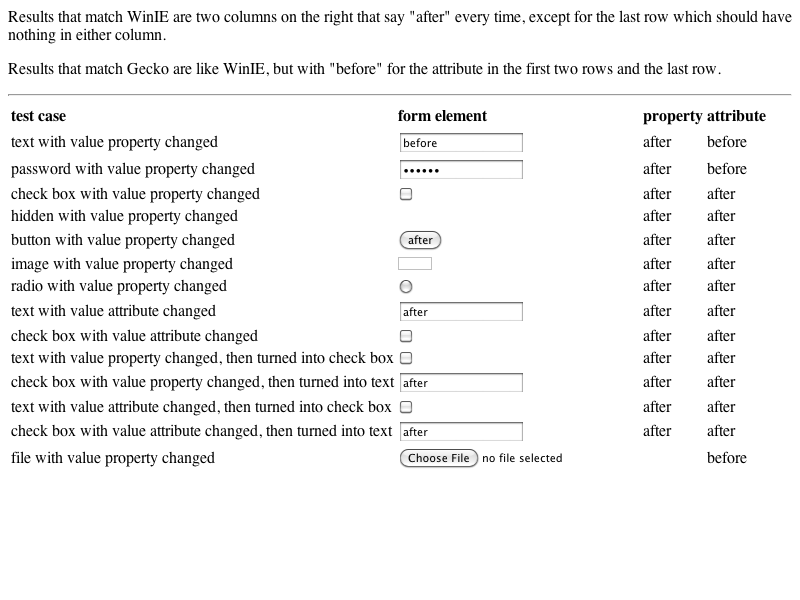 Results that match WinIE are two columns on the right that say "after" every time, except for the last row which should have
nothing in either column.
Results that match Gecko are like WinIE, but with "before" for the attribute in the first two rows and the last row.
test case form element property attribute
text with value property changed before after before
password with value property changed •••••• after before
check box with value property changed after after
hidden with value property changed after after
button with value property changed after after after
image with value property changed after after
radio with value property changed after after
text with value attribute changed after after after
check box with value attribute changed after after
text with value property changed, then turned into check box after after
check box with value property changed, then turned into text after after after
text with value attribute changed, then turned into check box after after
check box with value attribute changed, then turned into text after after after
file with value property changed Choose File no file selected before